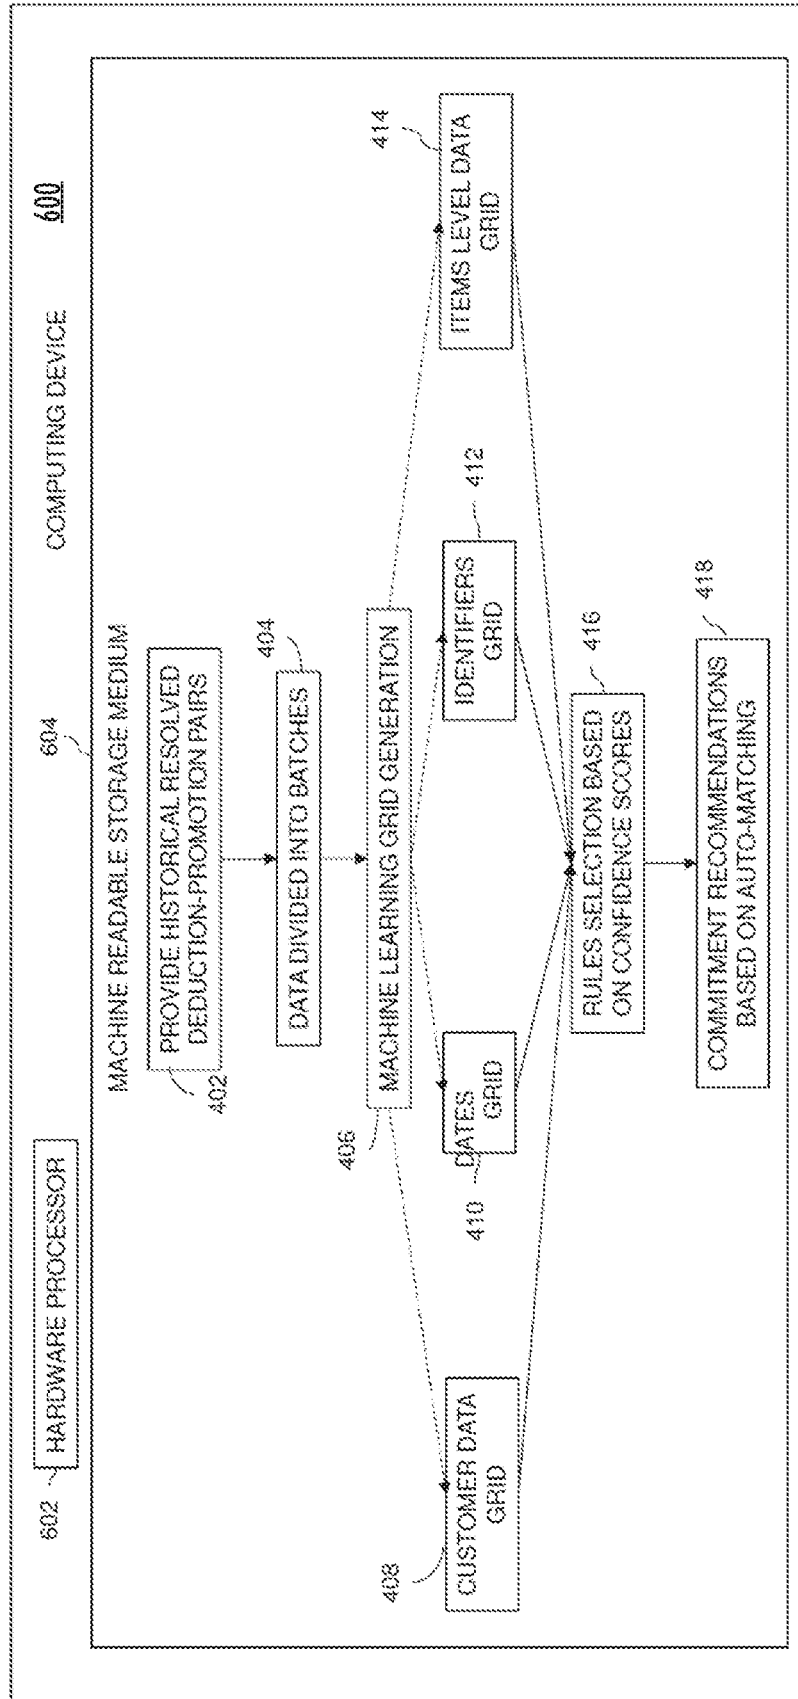 602
HARDWARE PROCESSOR
COMPUTING DEVICE
600
604
MACHINE READABLE STORAGE MEDIUM
PROVIDE HISTORICAL RESOLVED
DEDUCTION-PROMOTION PAIRS
402
404
DATA DIVIDED INTO BATCHES
406
MACHINE LEARNING GRID GENERATION
408
CUSTOMER DATA
GRID
410
DATES
GRID
412
IDENTIFIERS
GRID
414
ITEMS LEVEL DATA
GRID
416
RULES SELECTION BASED
ON CONFIDENCE SCORES
418
COMMITMENT RECOMMENDATIONS
BASED ON AUTO-MATCHING